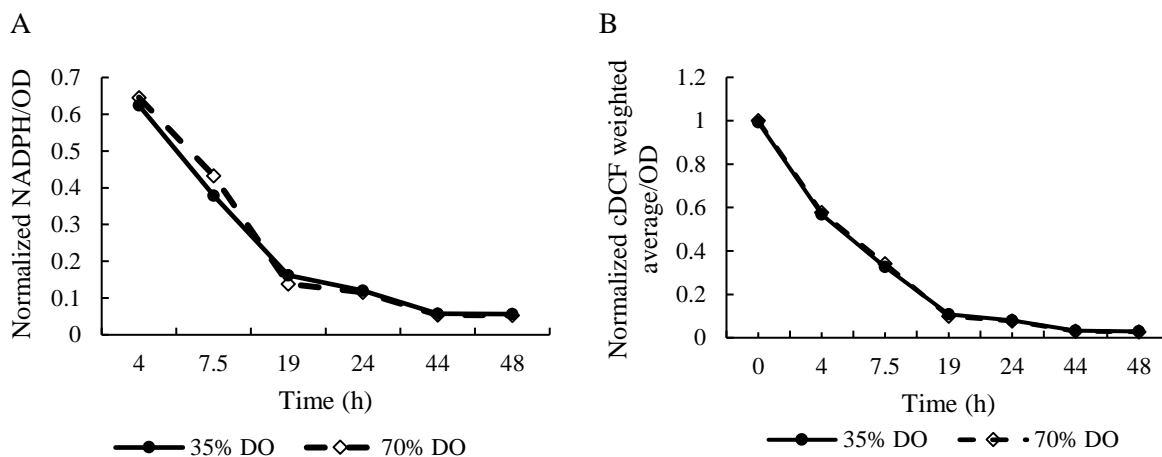 A
Normalized NADPH/OD
0.7
0.6
0.5
0.4
0.3
0.2
0.1
0
4 7.5 19 24 44 48
Time (h)
35% DO 70% DO
B
Normalized cDCF weighted
average/OD
1.2
1
0.8
0.6
0.4
0.2
0
0 4 7.5 19 24 44 48
Time (h)
35% DO 70% DO